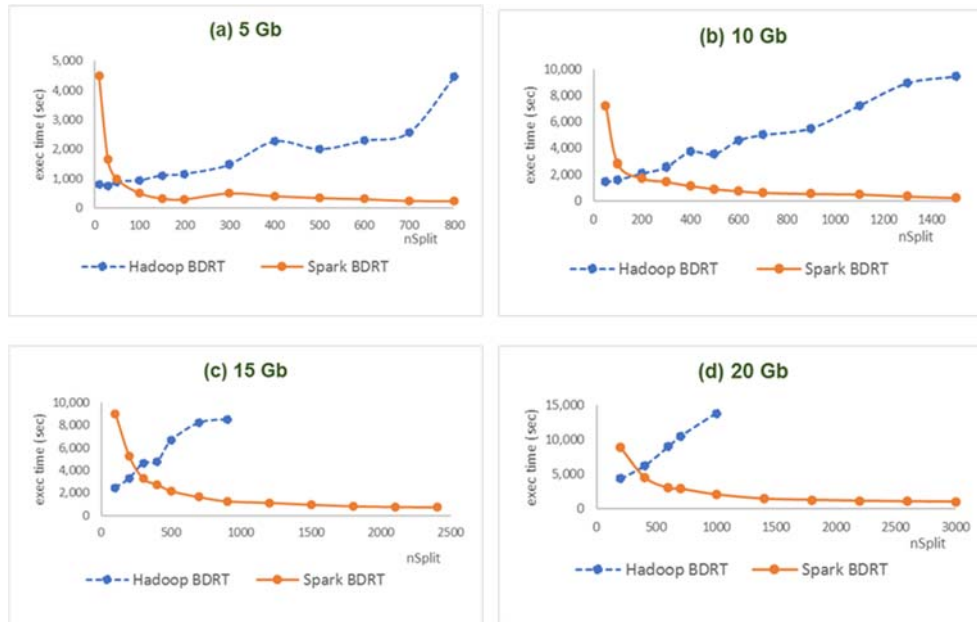 (a) 5 Gb
5,000
4,000
3,000
2,000
1,000
0
exec time (sec)
0 100 200 300 400 500 600 700 800
nSplit
Hadoop BDRT Spark BDRT
(b) 10 Gb
10,000
8,000
6,000
4,000
2,000
0
exec time (sec)
0 200 400 600 800 1000 1200 1400
nSplit
Hadoop BDRT Spark BDRT
(c) 15 Gb
10,000
8,000
6,000
4,000
2,000
0
exec time (sec)
0 500 1000 1500 2000 2500
nSplit
Hadoop BDRT Spark BDRT
(d) 20 Gb
15,000
10,000
5,000
0
exec time (sec)
0 500 1000 1500 2000 2500 3000
nSplit
Hadoop BDRT Spark BDRT